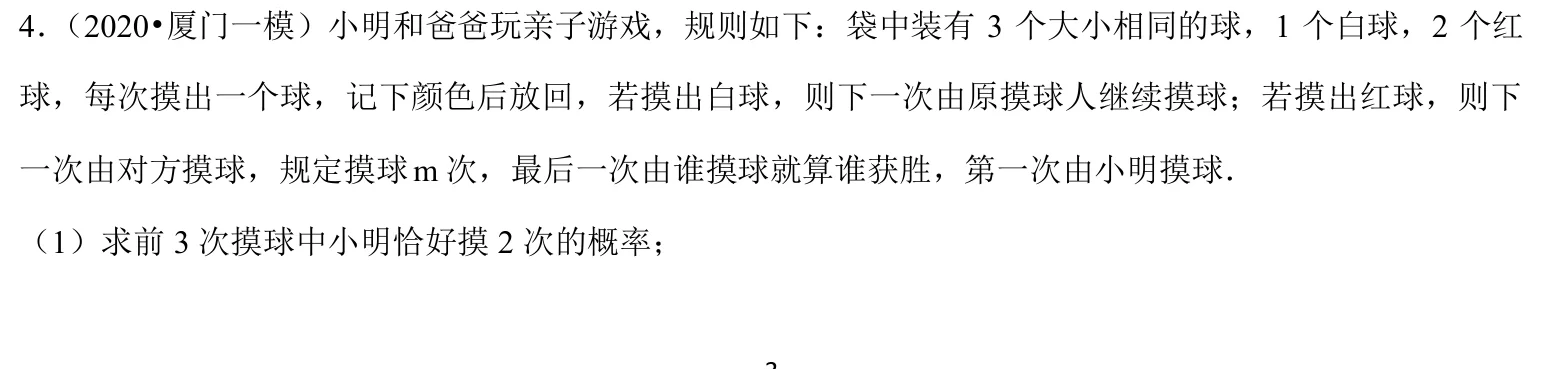 4.（2020•厦门一模）小明和爸爸玩亲子游戏，规则如下：袋中装有 3 个大小相同的球，1 个白球，2 个红
球，每次摸出一个球，记下颜色后放回，若摸出白球，则下一次由原摸球人继续摸球；若摸出红球，则下
一次由对方摸球，规定摸球 m 次，最后一次由谁摸球就算谁获胜，第一次由小明摸球．
（1）求前 3 次摸球中小明恰好摸 2 次的概率；